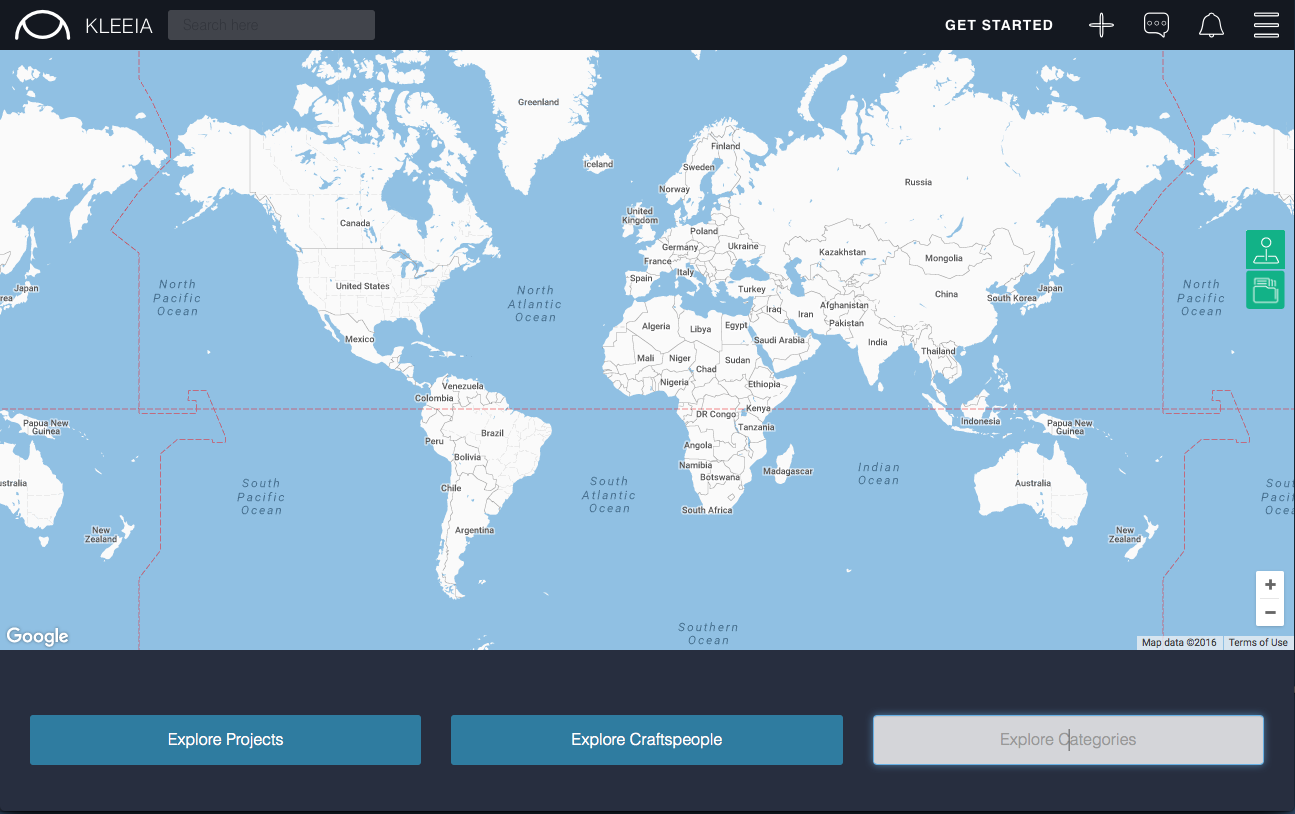 KLEEIA
Search here
GET STARTED
Greenland
Iceland
Finland
Sweden
Norway
Russia
United
Kingdom
Canada
Poland
Germany
Ukraine
France
Kazakhstan
Mongolia
Italy
Spain
Japan
North
Pacific
Ocean
United States
North
Atlantic
Ocean
Turkey
China
South Korea
Japan
North
Pacific
Ocean
rea
Iraq
Iran
Afghanistan
Pakistan
Algeria
Libya
Egypt
Mexico
Saudi Arabia
India
Thailand
Mali
Niger
Sudan
Chad
Nigeria
Ethiopia
Venezuela
Colombia
Kenya
DR Congo
Indonesia
Papua New
Guinea
Papua New
Guinea
Tanzania
Brazil
Peru
Angola
Bolivia
Namibia
Botswana
Madagascar
Indian
Ocean
Chile
South
Pacific
Ocean
South
Atlantic
Ocean
ustralia
Australia
Sout
Pacif
Ocea
South Africa
Argentina
New
Zealand
New
Zealand
Southern
Ocean
+
−
Google
Map data ©2016
Terms of Use
Explore Projects
Explore Craftspeople
Explore Categories